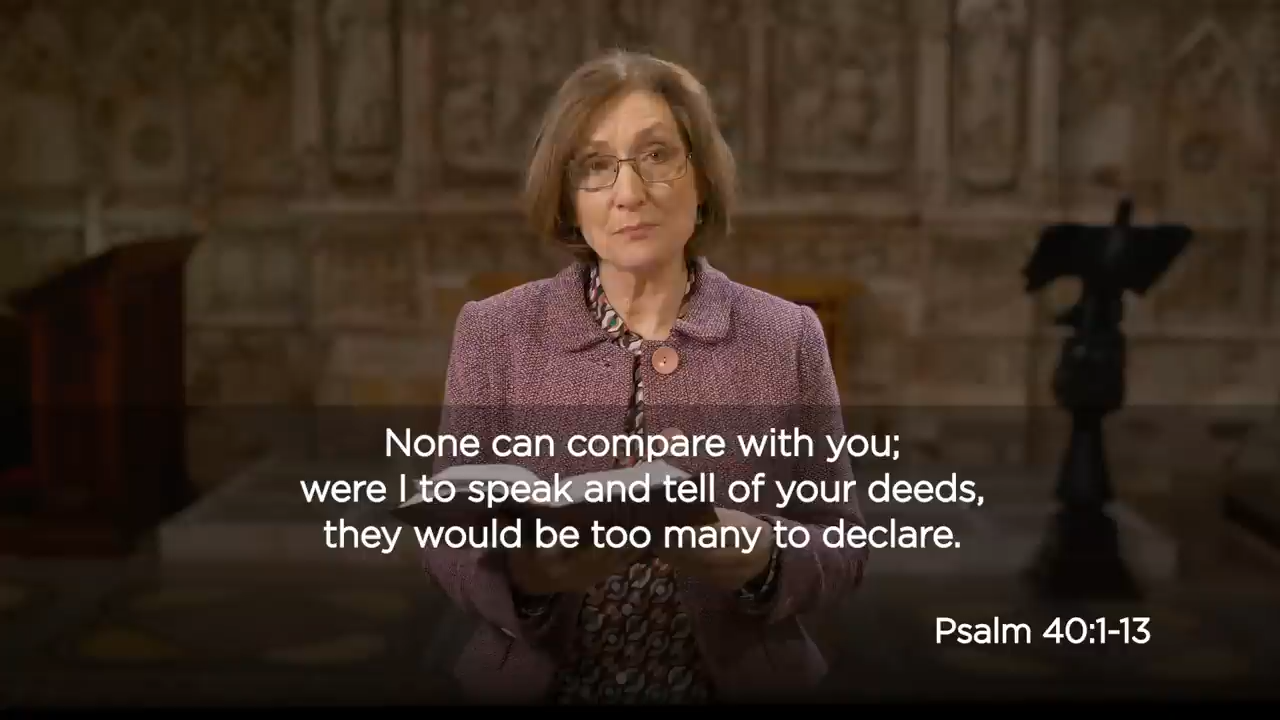 None can compare with you;
were I to speak and tell of your deeds,
they would be too many to declare.
Psalm 40:1-13